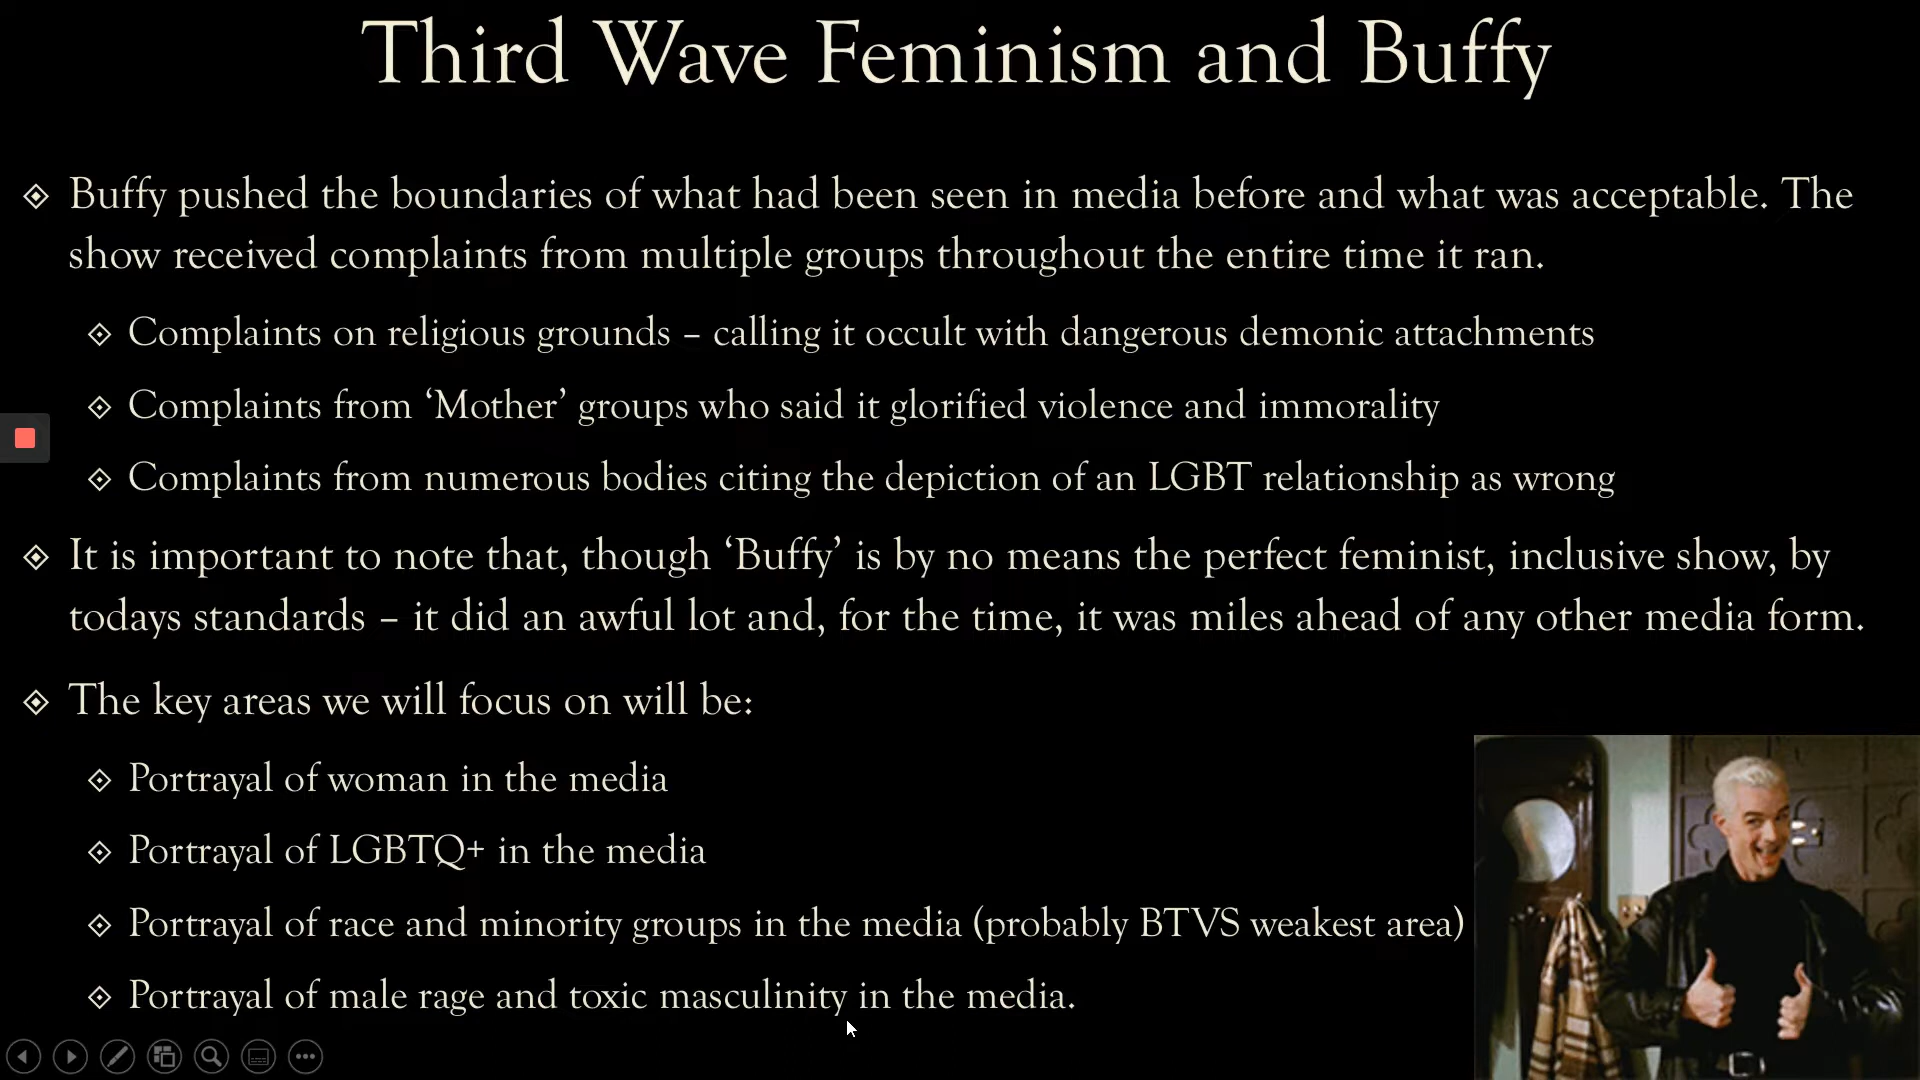 Third Wave Feminism and Buffy
Buffy pushed the boundaries of what had been seen in media before and what was acceptable. The
show received complaints from multiple groups throughout the entire time it ran.
Complaints on religious grounds – calling it occult with dangerous demonic attachments
Complaints from ‘Mother’ groups who said it glorified violence and immorality
Complaints from numerous bodies citing the depiction of an LGBT relationship as wrong
It is important to note that, though ‘Buffy’ is by no means the perfect feminist, inclusive show, by
todays standards – it did an awful lot and, for the time, it was miles ahead of any other media form.
The key areas we will focus on will be:
Portrayal of woman in the media
Portrayal of LGBTQ+ in the media
Portrayal of race and minority groups in the media (probably BTVS weakest area)
Portrayal of male rage and toxic masculinity in the media.